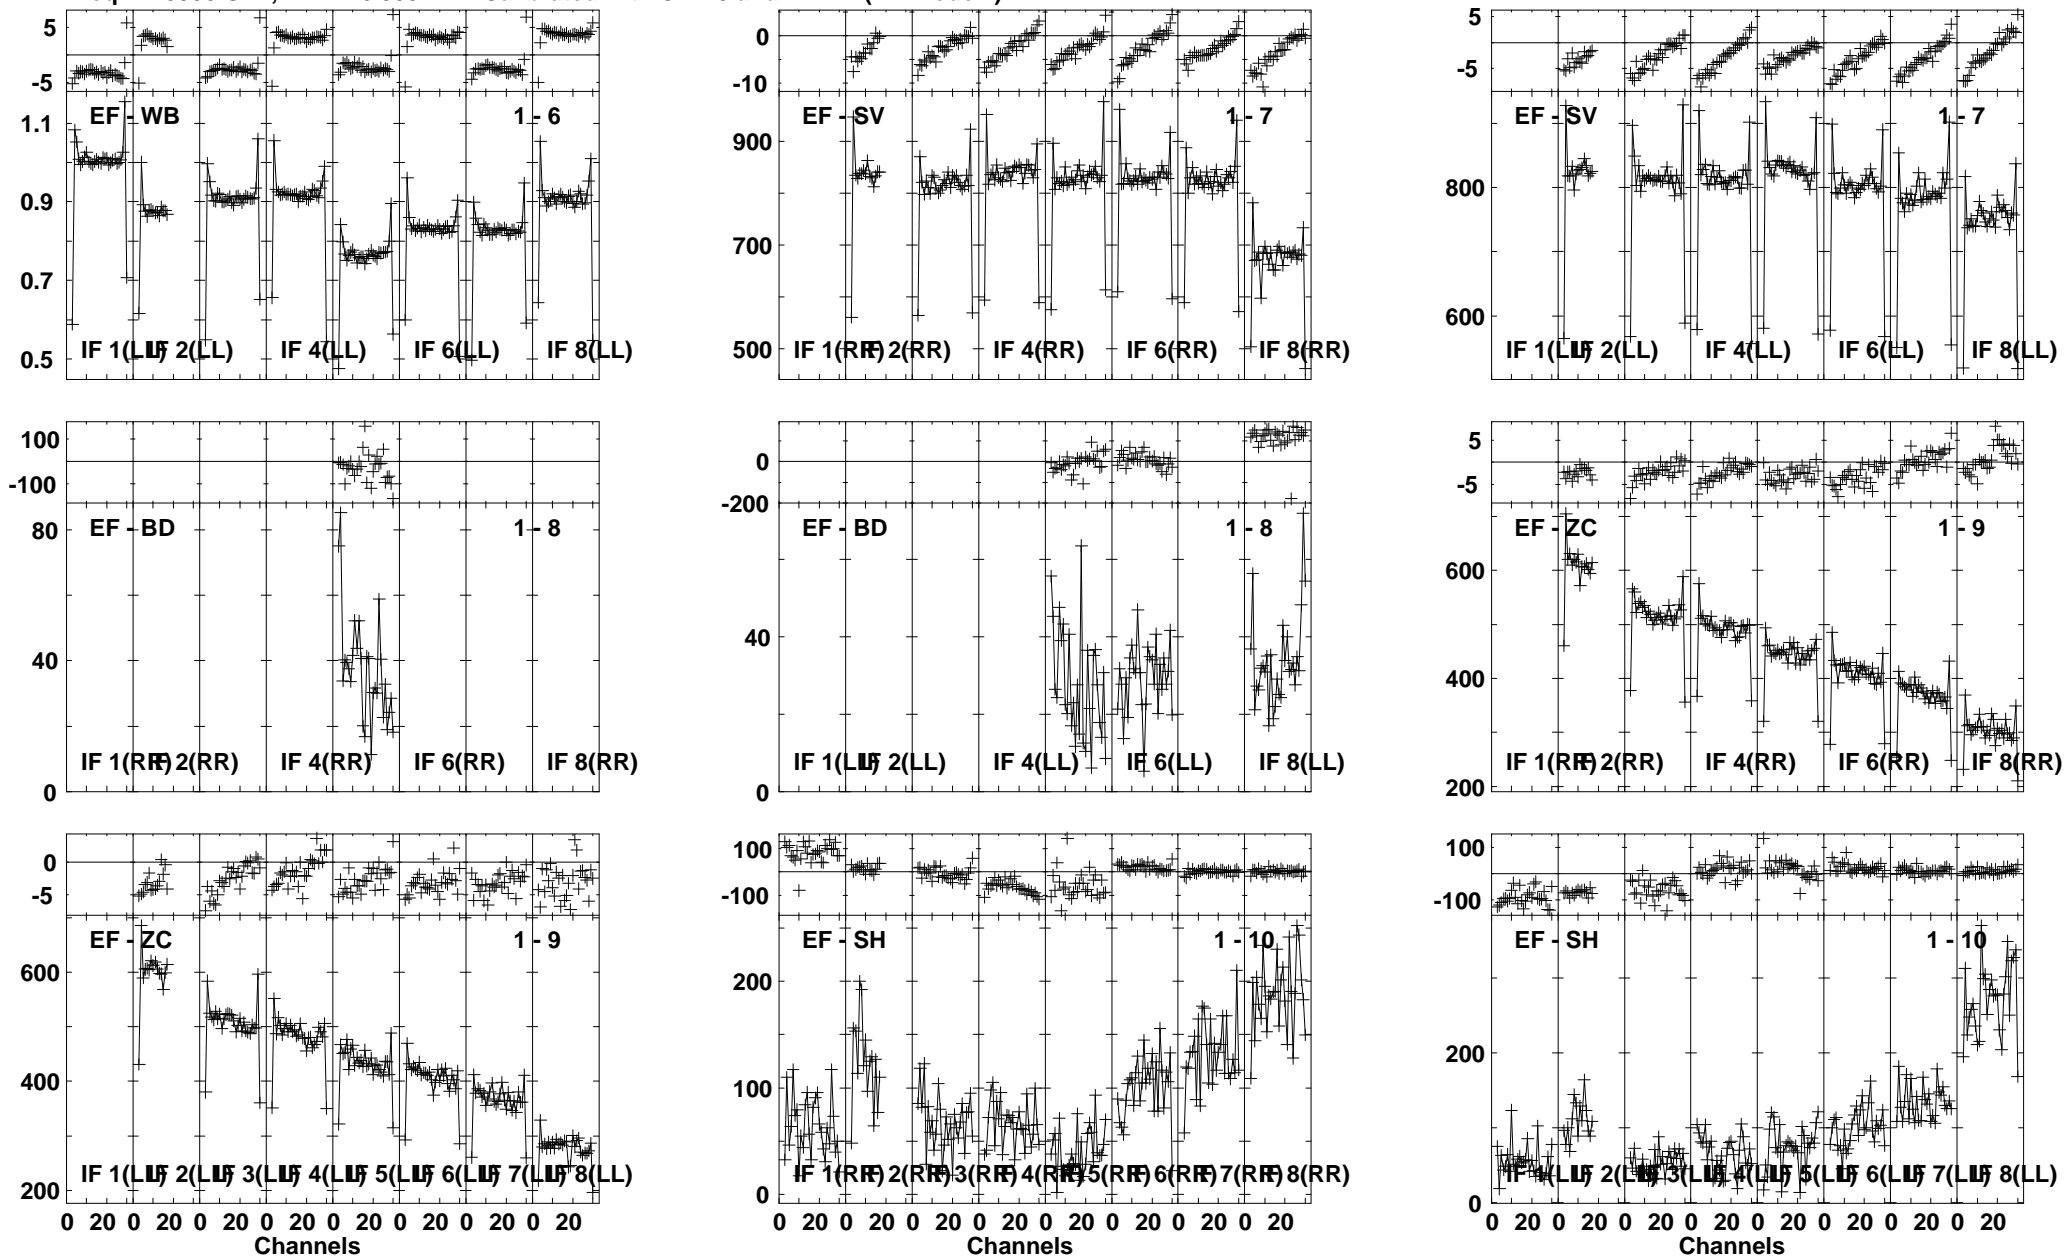 5
-5
EF - WB
1 - 6
1.1
0.9
0.7
0.5
IF 1(LL)
IF 2(LL)
IF 4(LL)
IF 6(LL)
IF 8(LL)
0
-10
EF - SV
1 - 7
900
700
500
IF 1(RR)
IF 2(RR)
IF 4(RR)
IF 6(RR)
IF 8(RR)
5
-5
EF - SV
1 - 7
800
600
IF 1(LL)
IF 2(LL)
IF 4(LL)
IF 6(LL)
IF 8(LL)
100
-100
EF - BD
1 - 8
80
40
0
IF 1(RR)
IF 2(RR)
IF 4(RR)
IF 6(RR)
IF 8(RR)
0
-200
EF - BD
1 - 8
40
0
IF 1(LL)
IF 2(LL)
IF 4(LL)
IF 6(LL)
IF 8(LL)
5
-5
EF - ZC
1 - 9
600
400
200
IF 1(RR)
IF 2(RR)
IF 4(RR)
IF 6(RR)
IF 8(RR)
0
-5
EF - ZC
1 - 9
600
400
200
IF 1(LL)
IF 2(LL)
IF 3(LL)
IF 4(LL)
IF 5(LL)
IF 6(LL)
IF 7(LL)
IF 8(LL)
0 20 0 20 0 20 0 20 0 20 0 20 0 20 0 20
Channels
100
-100
EF - SH
1 - 10
200
100
0
IF 1(RR)
IF 2(RR)
IF 3(RR)
IF 4(RR)
IF 5(RR)
IF 6(RR)
IF 7(RR)
IF 8(RR)
0 20 0 20 0 20 0 20 0 20 0 20 0 20 0 20
Channels
100
-100
EF - SH
1 - 10
200
0
IF 1(LL)
IF 2(LL)
IF 3(LL)
IF 4(LL)
IF 5(LL)
IF 6(LL)
IF 7(LL)
IF 8(LL)
0 20 0 20 0 20 0 20 0 20 0 20 0 20 0 20
Channels